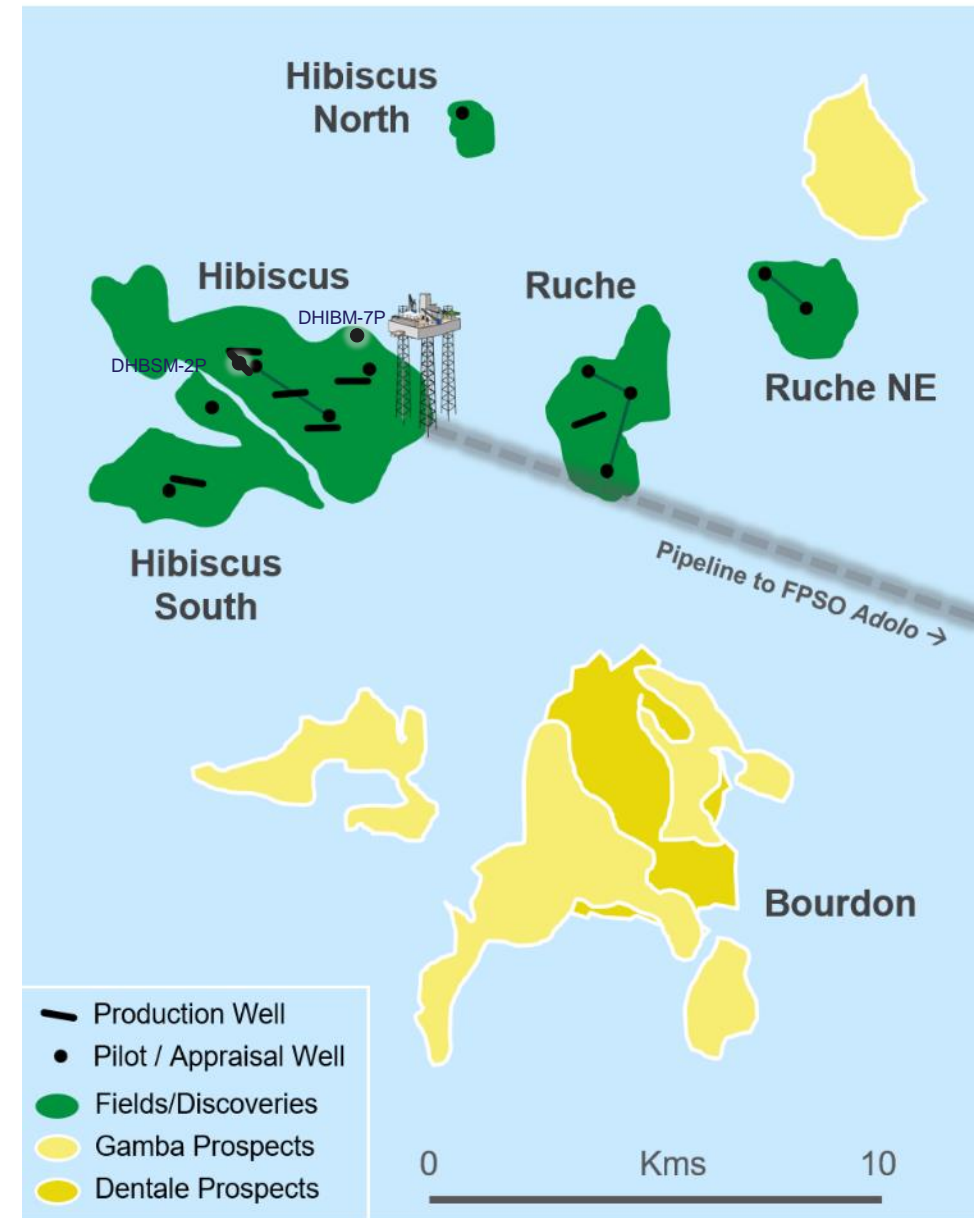 Hibiscus
North
Hibiscus
Ruche
DHIBM-7P
DHBSM-2P
Ruche NE
Hibiscus
South
Pipeline to FPSO Adolo →
Bourdon
Production Well
Pilot / Appraisal Well
Fields/Discoveries
Gamba Prospects
Dentale Prospects
0 Kms 10